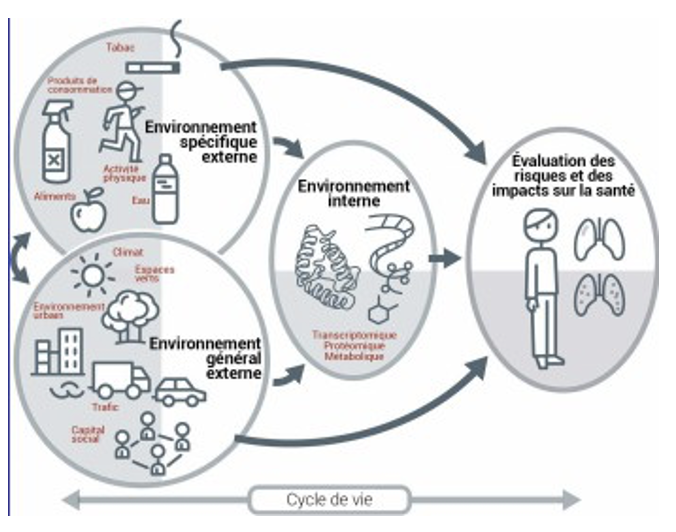 Tabac
Produits de
consommation
Environnement
spécifique
externe
Activité
physique
Aliments
Eau
Environnement
interne
Transcriptomique
Protéomique
Métabolique
Évaluation des
risques et des
impacts sur la santé
Climat
Espaces
verts
Environnement
urbain
Environnement
général
externe
Trafic
Capital
social
Cycle de vie